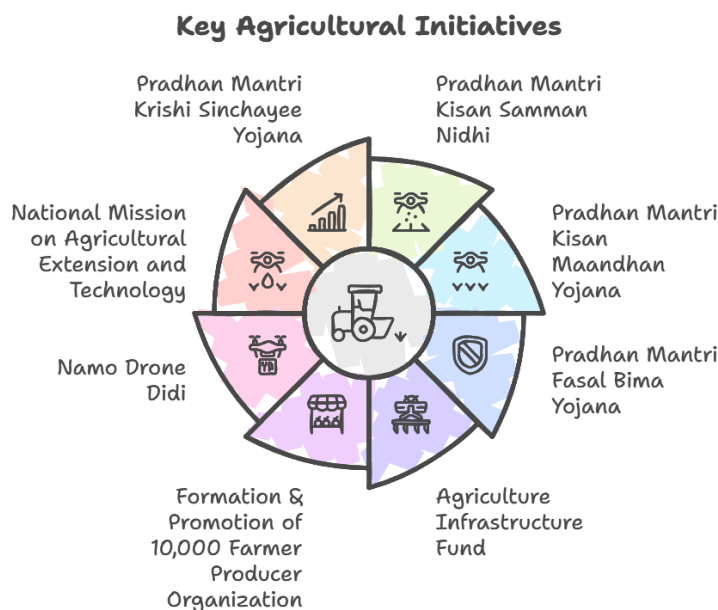 Key Agricultural Initiatives
Pradhan Mantri
Krishi Sinchayee
Yojana
Pradhan Mantri
Kisan Samman
Nidhi
National Mission
on Agricultural
Extension and
Technology
Pradhan Mantri
Kisan
Maandhan
Yojana
Namo Drone
Didi
Pradhan Mantri
Fasal Bima
Yojana
Formation &
Promotion of
10,000 Farmer
Producer
Organization
Agriculture
Infrastructure
Fund